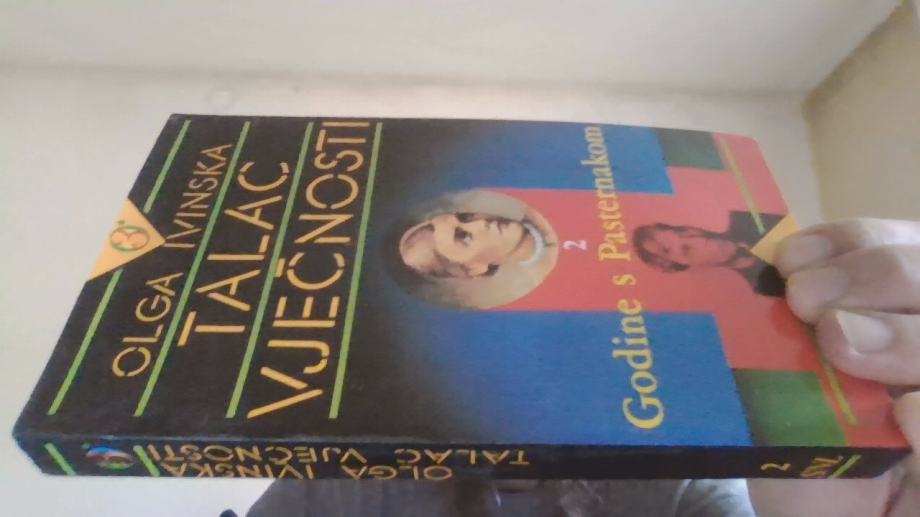 OLGA IVINSKA
TALAC
VJEČNOSTI
2
Godine s Pasternakom
OLGA IVINSKA
TALAC VJEČNOSTI
2